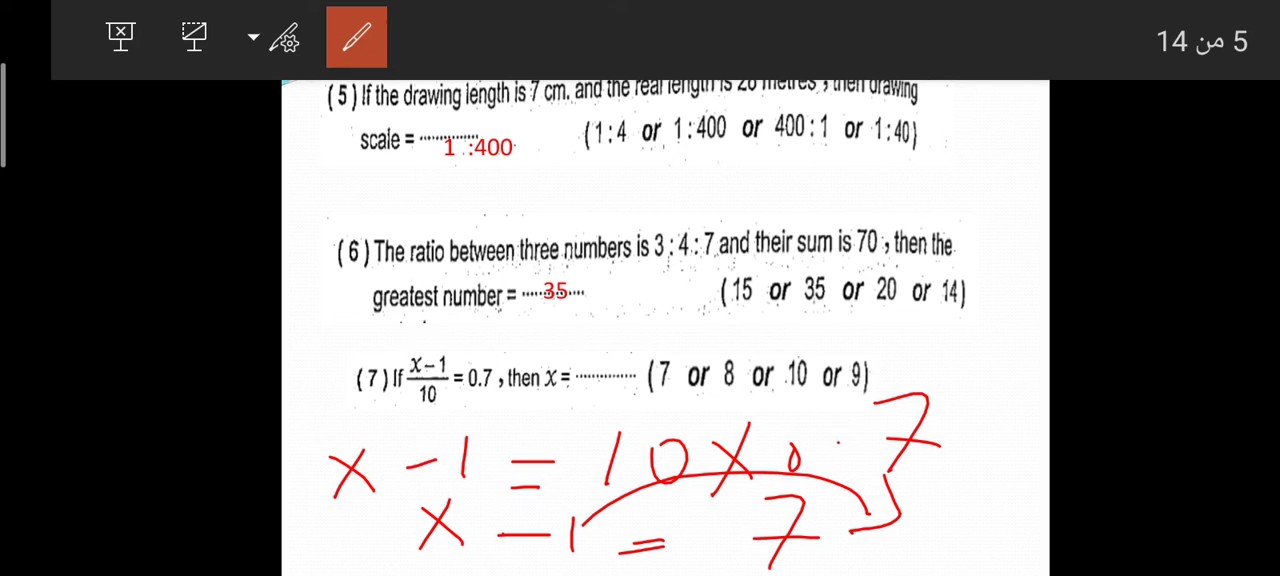 5 من 14
(5) If the drawing length is 7 cm. and the real length is 28 metres, then drawing
scale = ............... (1:4 or 1:400 or 400:1 or 1:40)
1 :400
(6) The ratio between three numbers is 3:4:7 and their sum is 70, then the
greatest number = .....35.... (15 or 35 or 20 or 14)
(7) If x-1/10 = 0.7, then x = .............. (7 or 8 or 10 or 9)
x - 1 = 10 x 0.7
x - 1 = 7